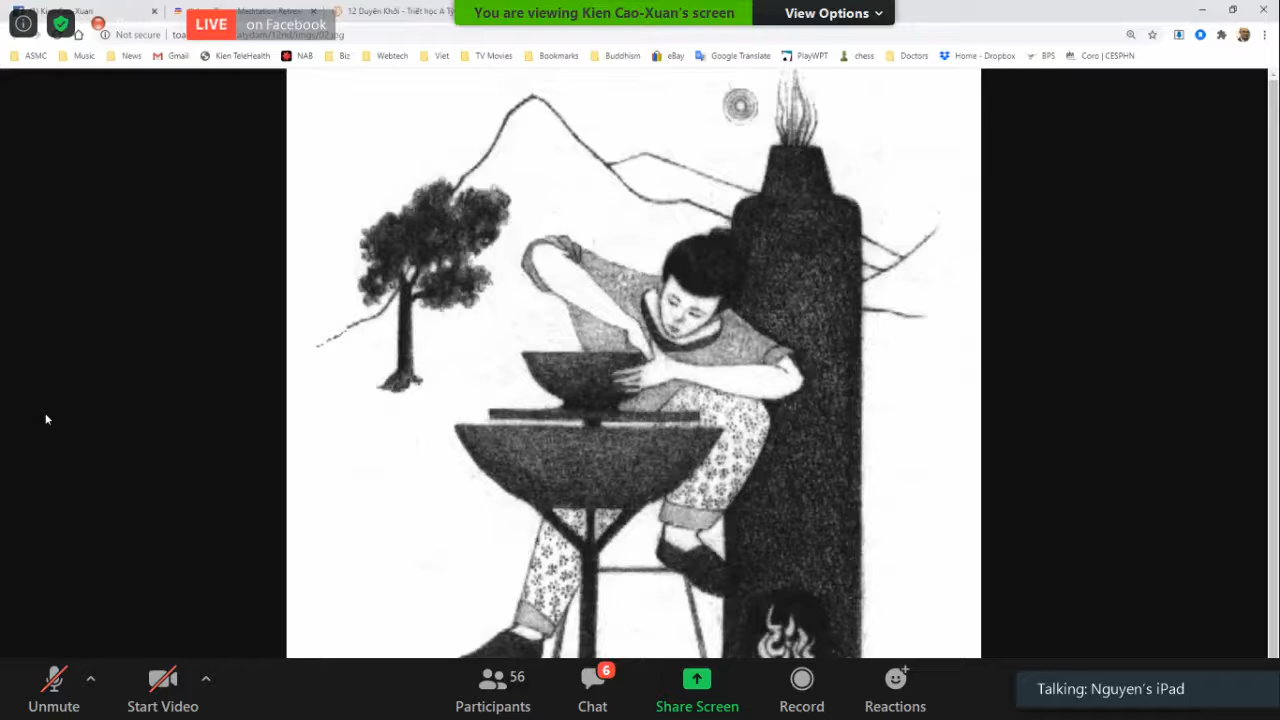 You are viewing Kien Cao-Xuan's screen
View Options
LIVE on Facebook
12 Duyên Khởi - Triết học A Tỳ
Not secure
ASMC Music News Gmail Kien TeleHealth NAB Biz Webtech Viet TV Movies Bookmarks Buddhism eBay Google Translate PlayWPT chess Doctors Home - Dropbox BPS Coro | CESPHN
Talking: Nguyen's iPad
Unmute
Start Video
56
Participants
6
Chat
Share Screen
Record
Reactions